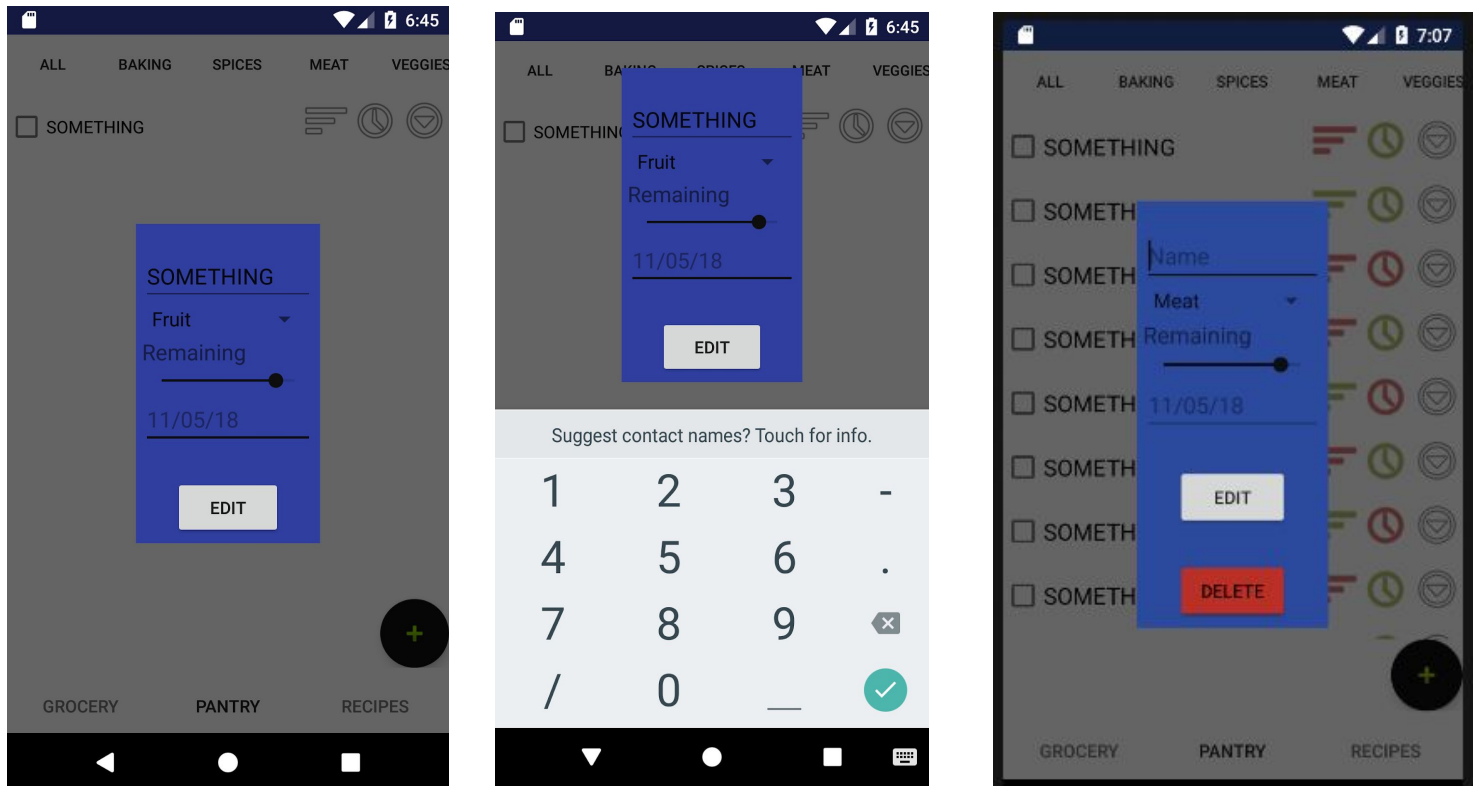 6:45
ALL BAKING SPICES MEAT VEGGIES
SOMETHING
SOMETHING
Fruit
Remaining
11/05/18
EDIT
+
GROCERY PANTRY RECIPES
6:45
ALL BAKING SPICES MEAT VEGGIES
SOMETHING
SOMETHING
Fruit
Remaining
11/05/18
EDIT
Suggest contact names? Touch for info.
1 2 3 -
4 5 6 .
7 8 9
/ 0 _
7:07
ALL BAKING SPICES MEAT VEGGIES
SOMETHING
SOMETH
Name
SOMETH
Meat
SOMETH Remaining
SOMETH 11/05/18
SOMETH
EDIT
SOMETH
SOMETH DELETE
+
GROCERY PANTRY RECIPES